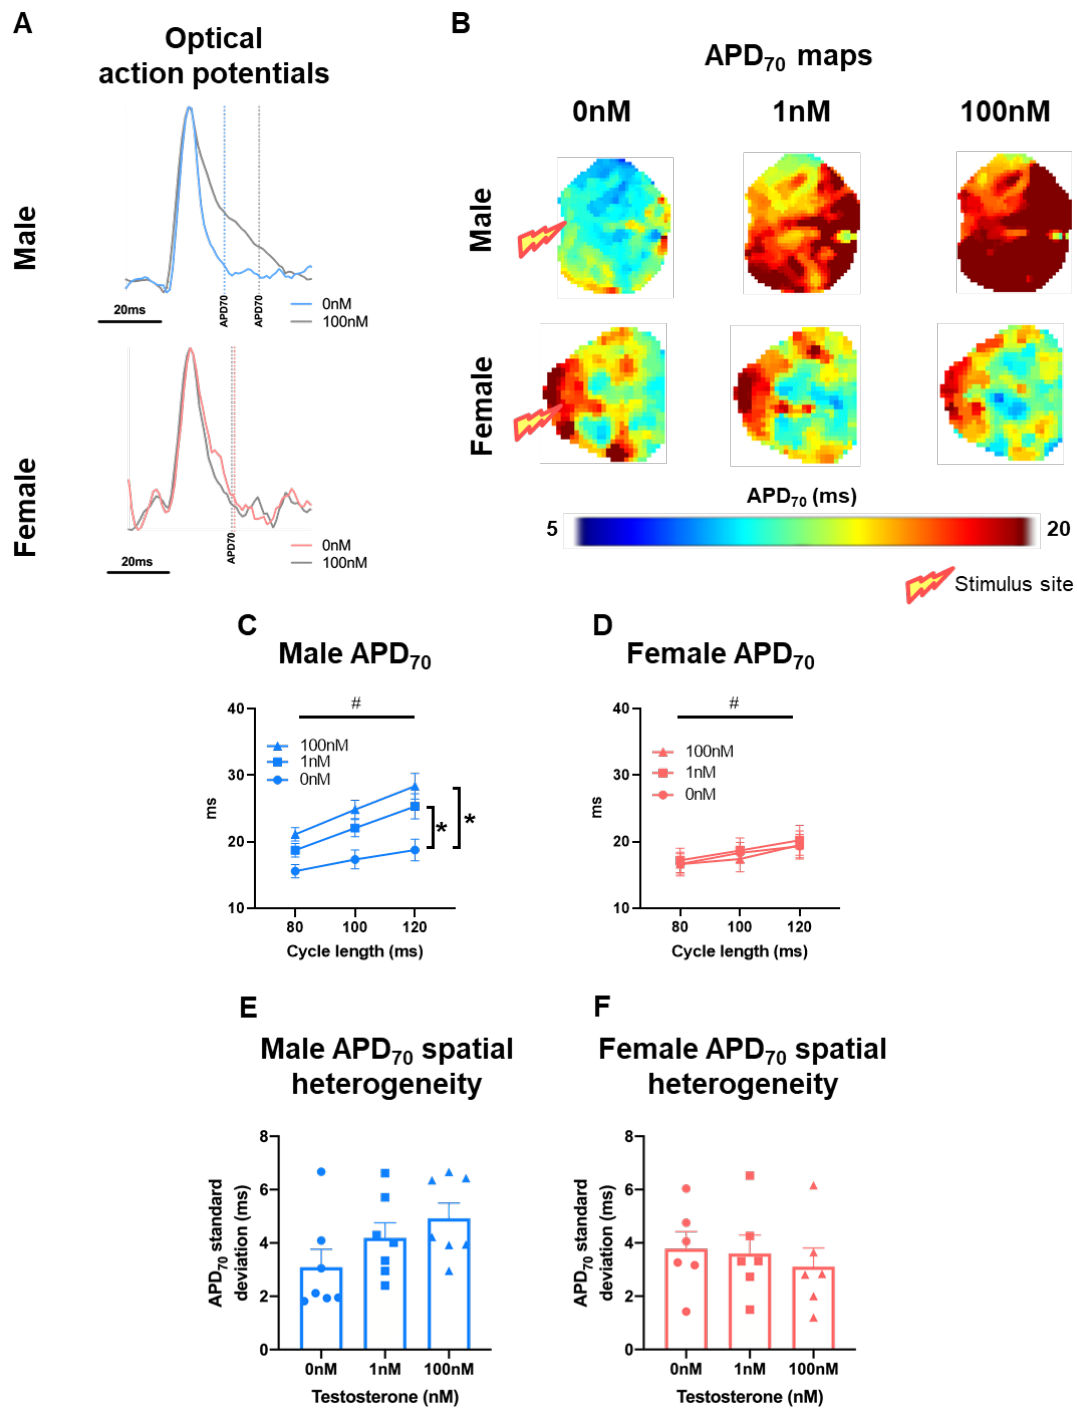 A
Optical
action potentials
Male
0nM
100nM
APD70
APD70
20ms
Female
0nM
100nM
APD70
20ms
B
APD70 maps
0nM
1nM
100nM
Male
Female
APD70 (ms)
5
20
Stimulus site
C
Male APD70
#
40
30
20
10
ms
100nM
1nM
0nM
*
*
80
100
120
Cycle length (ms)
D
Female APD70
#
40
30
20
10
ms
100nM
1nM
0nM
80
100
120
Cycle length (ms)
E
Male APD70 spatial
heterogeneity
8
6
4
2
0
APD70 standard
deviation (ms)
0nM
1nM
100nM
Testosterone (nM)
F
Female APD70 spatial
heterogeneity
8
6
4
2
0
APD70 standard
deviation (ms)
0nM
1nM
100nM
Testosterone (nM)